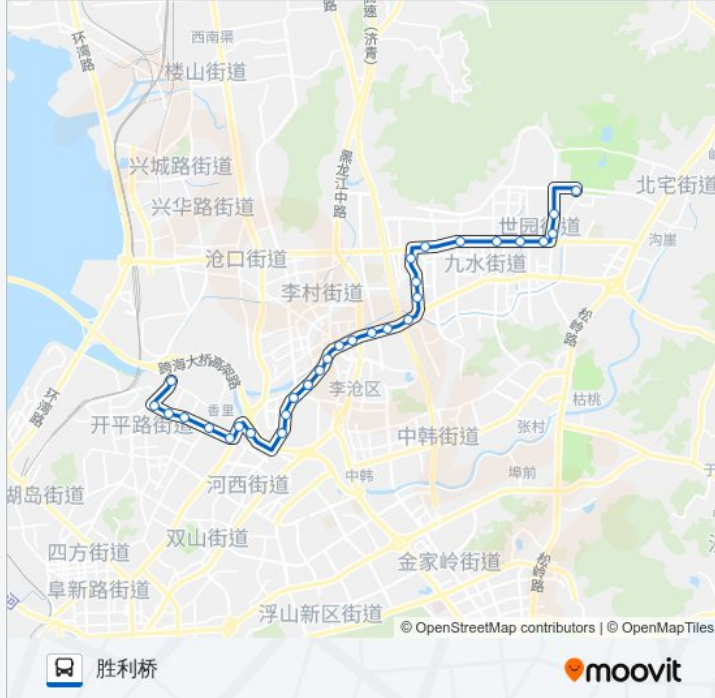 环湾路
西南渠
路
高速（济青）
楼山街道
黑龙江中路
兴城路街道
北宅街道
兴华路街道
世园街道
沟崖
沧口街道
九水街道
李村街道
松岭路
跨海大桥高架路
环湾路
李沧区
枯桃
香里
开平路街道
张村
中韩街道
中韩
埠前
河西街道
湖岛街道
双山街道
四方街道
金家岭街道
松岭路
阜新路街道
河
浮山新区街道
© OpenStreetMap contributors | © OpenMapTiles
胜利桥
moovit